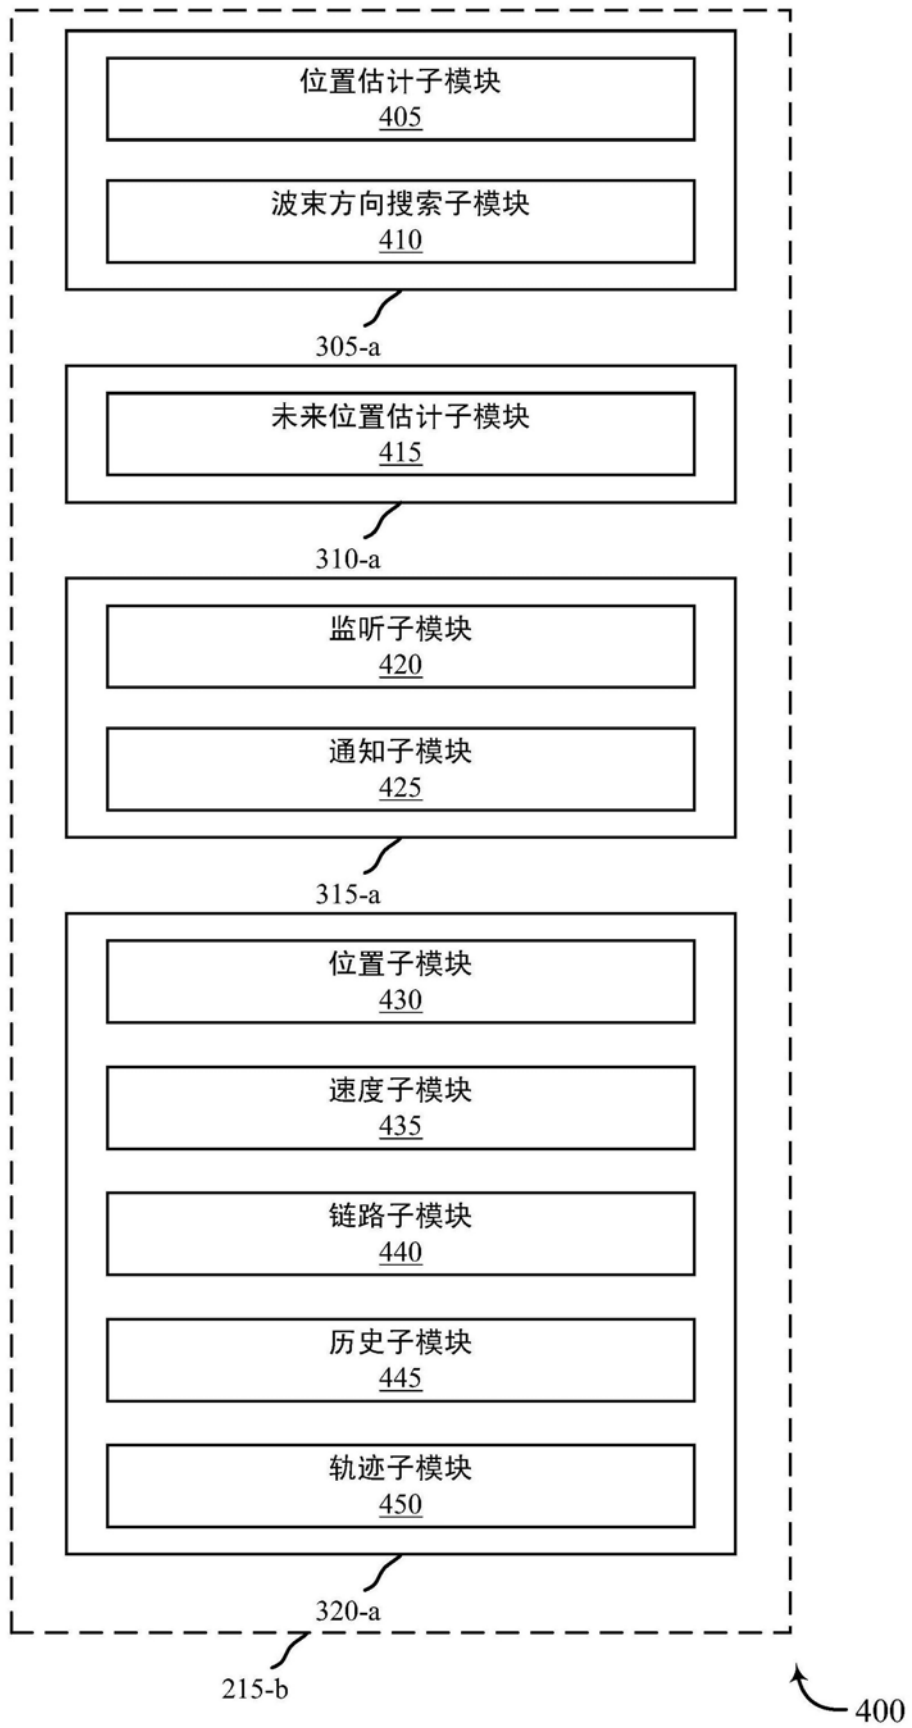 位置估计子模块
405
波束方向搜索子模块
410
305-a
未来位置估计子模块
415
310-a
监听子模块
420
通知子模块
425
315-a
位置子模块
430
速度子模块
435
链路子模块
440
历史子模块
445
轨迹子模块
450
320-a
215-b
400